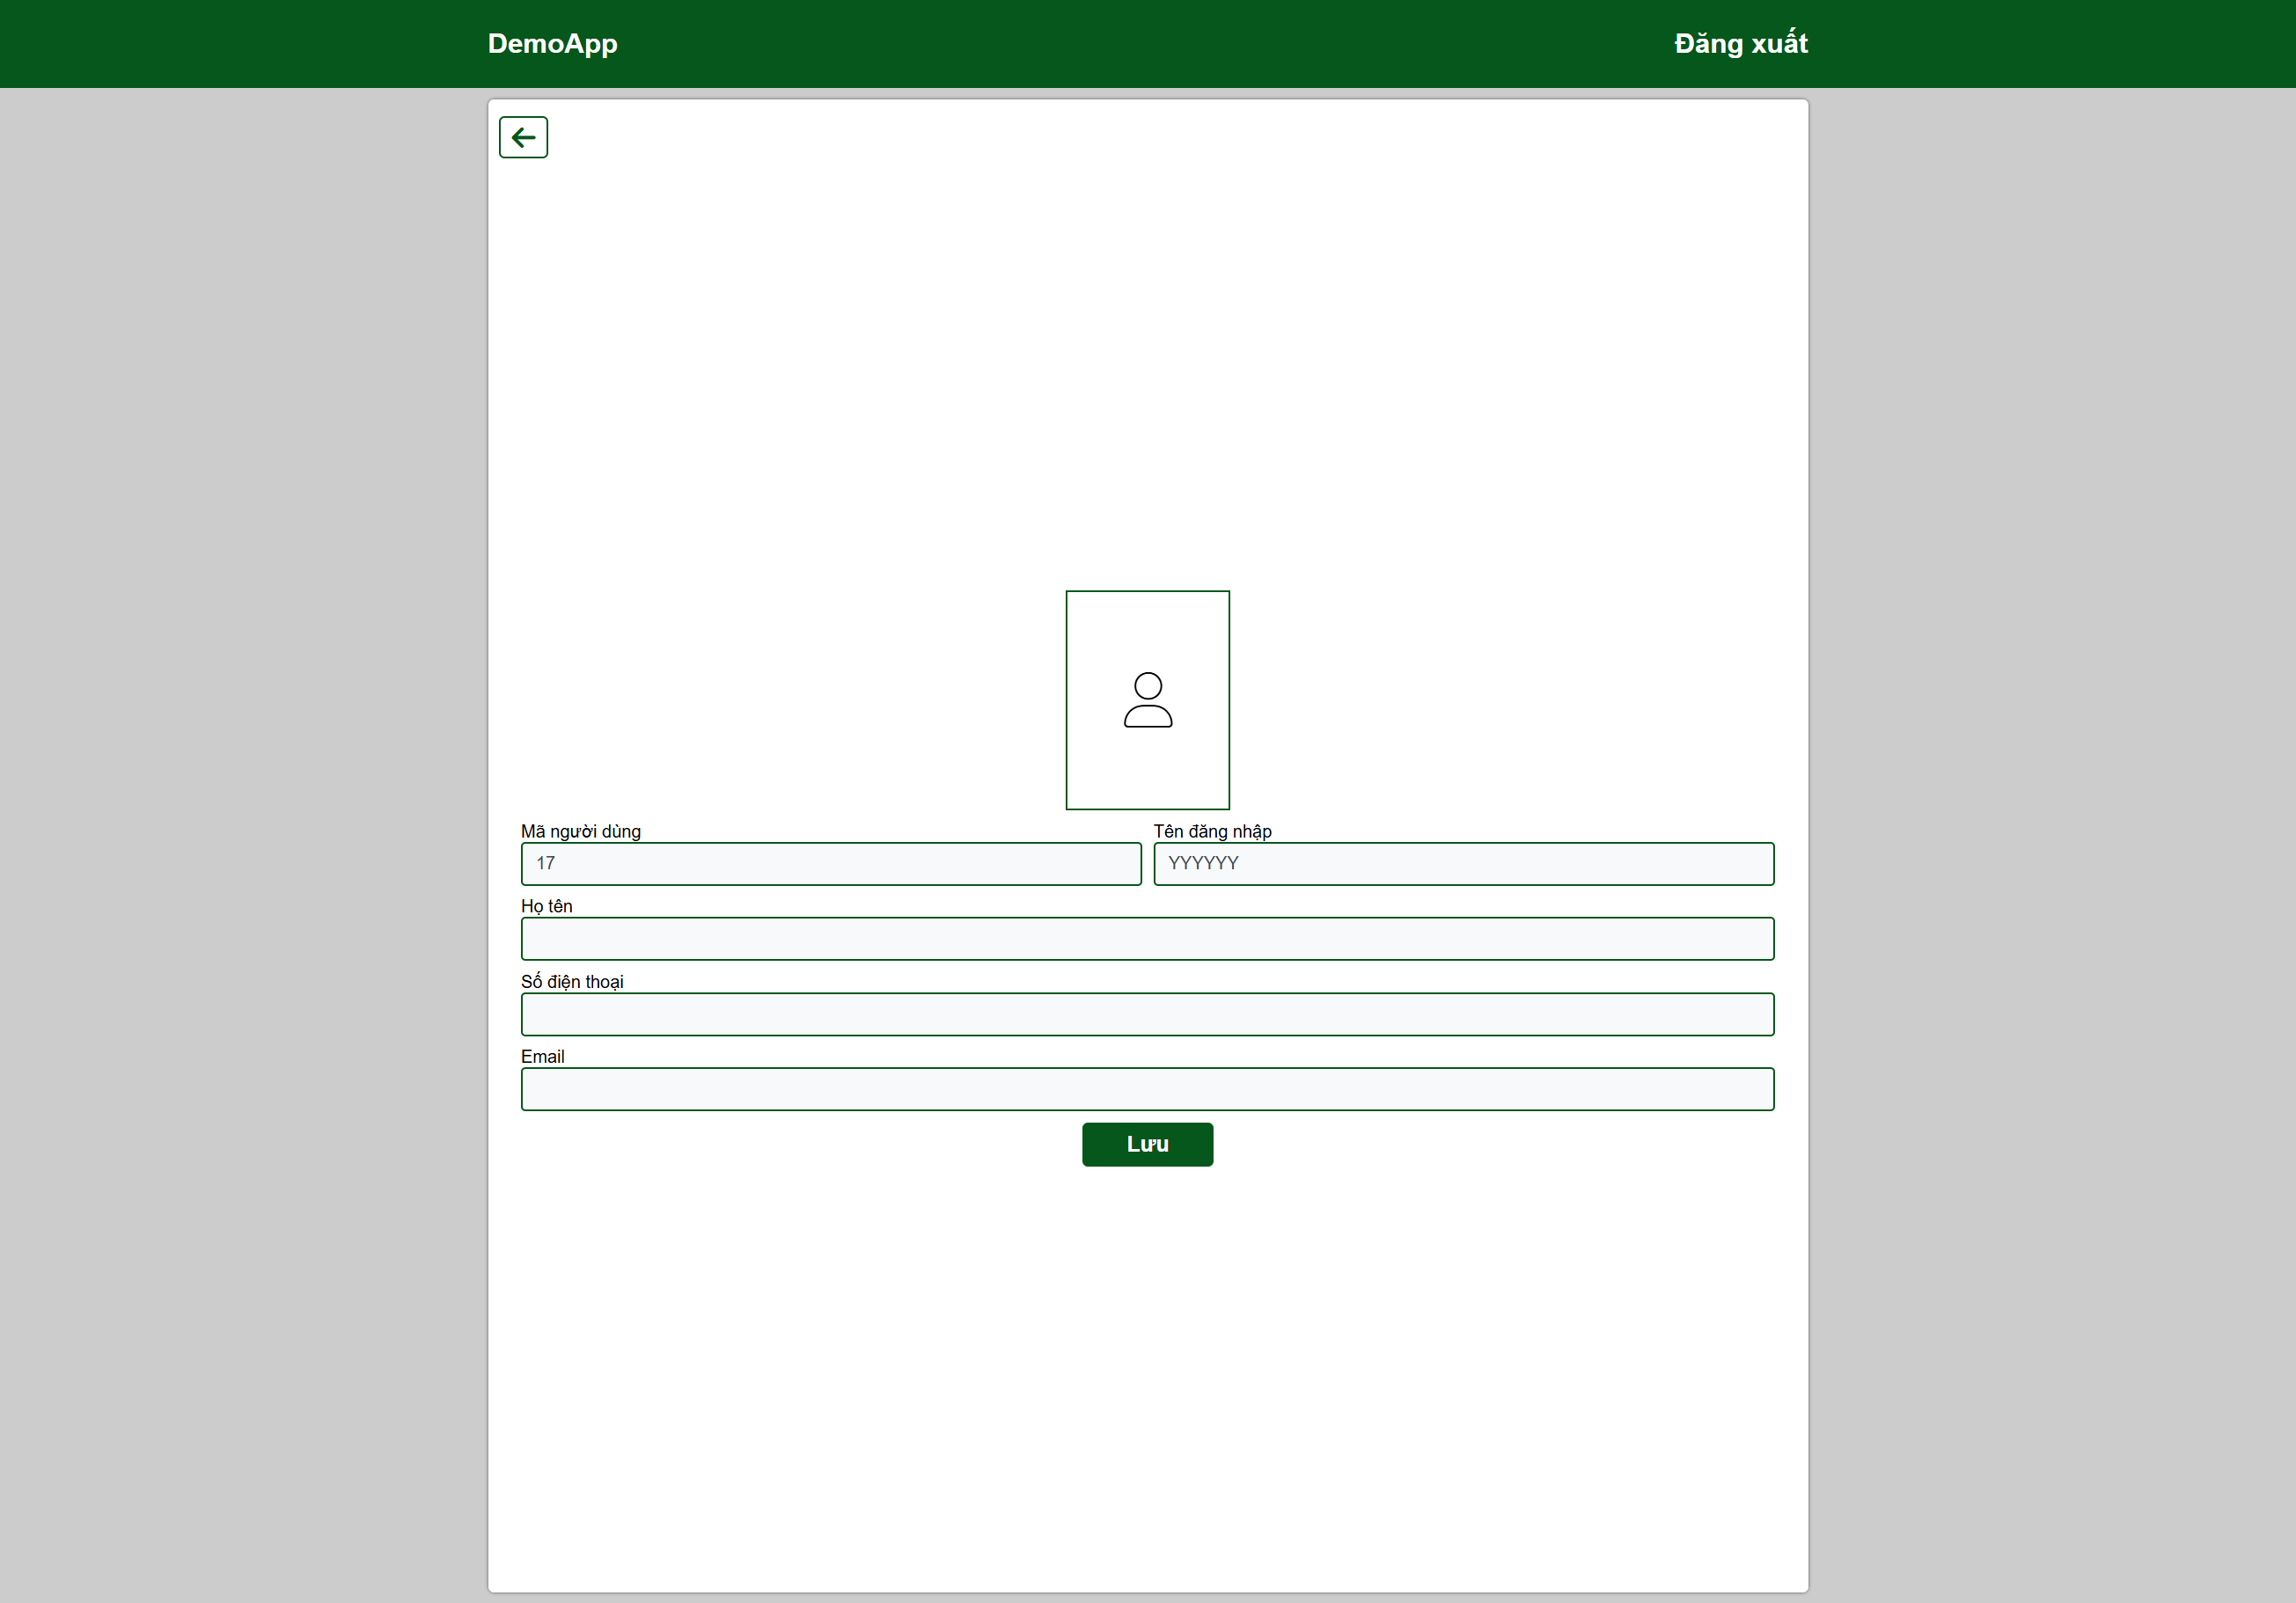 DemoApp
Đăng xuất
Mã người dùng
Tên đăng nhập
17
YYYYYY
Họ tên
Số điện thoại
Email
Lưu